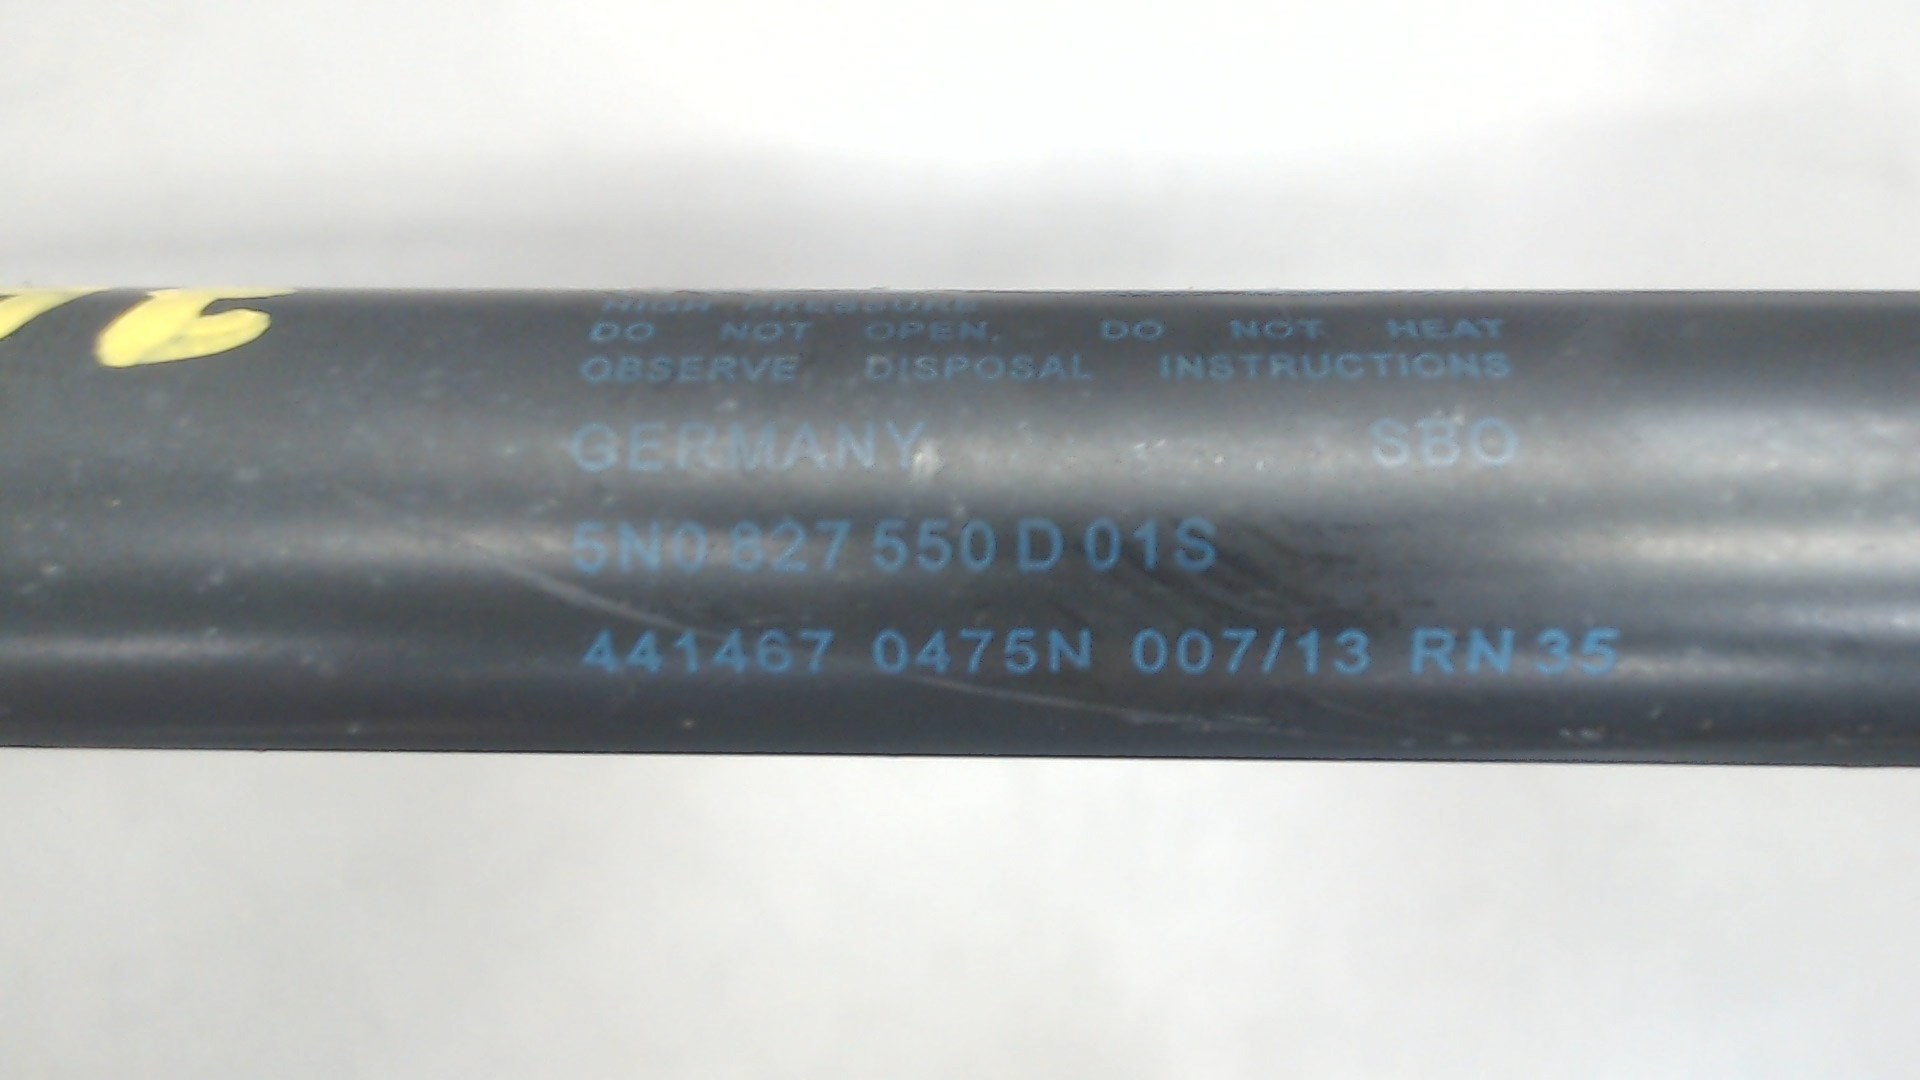 HIGH PRESSURE
DO NOT OPEN. DO NOT HEAT
OBSERVE DISPOSAL INSTRUCTIONS
GERMANY SBO
5N0 827 550 D 01S
441467 0475N 007/13 RN 35